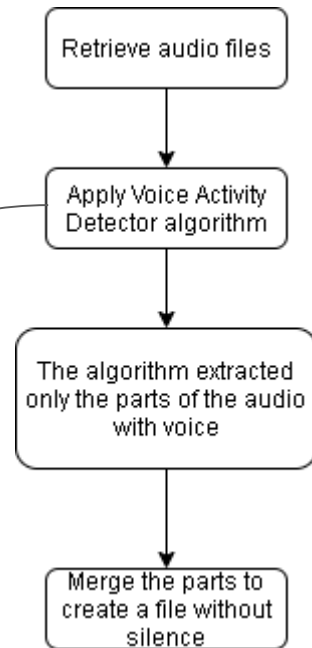 Retrieve audio files
Apply Voice Activity
Detector algorithm
The algorithm extracted
only the parts of the audio
with voice
Merge the parts to
create a file without
silence